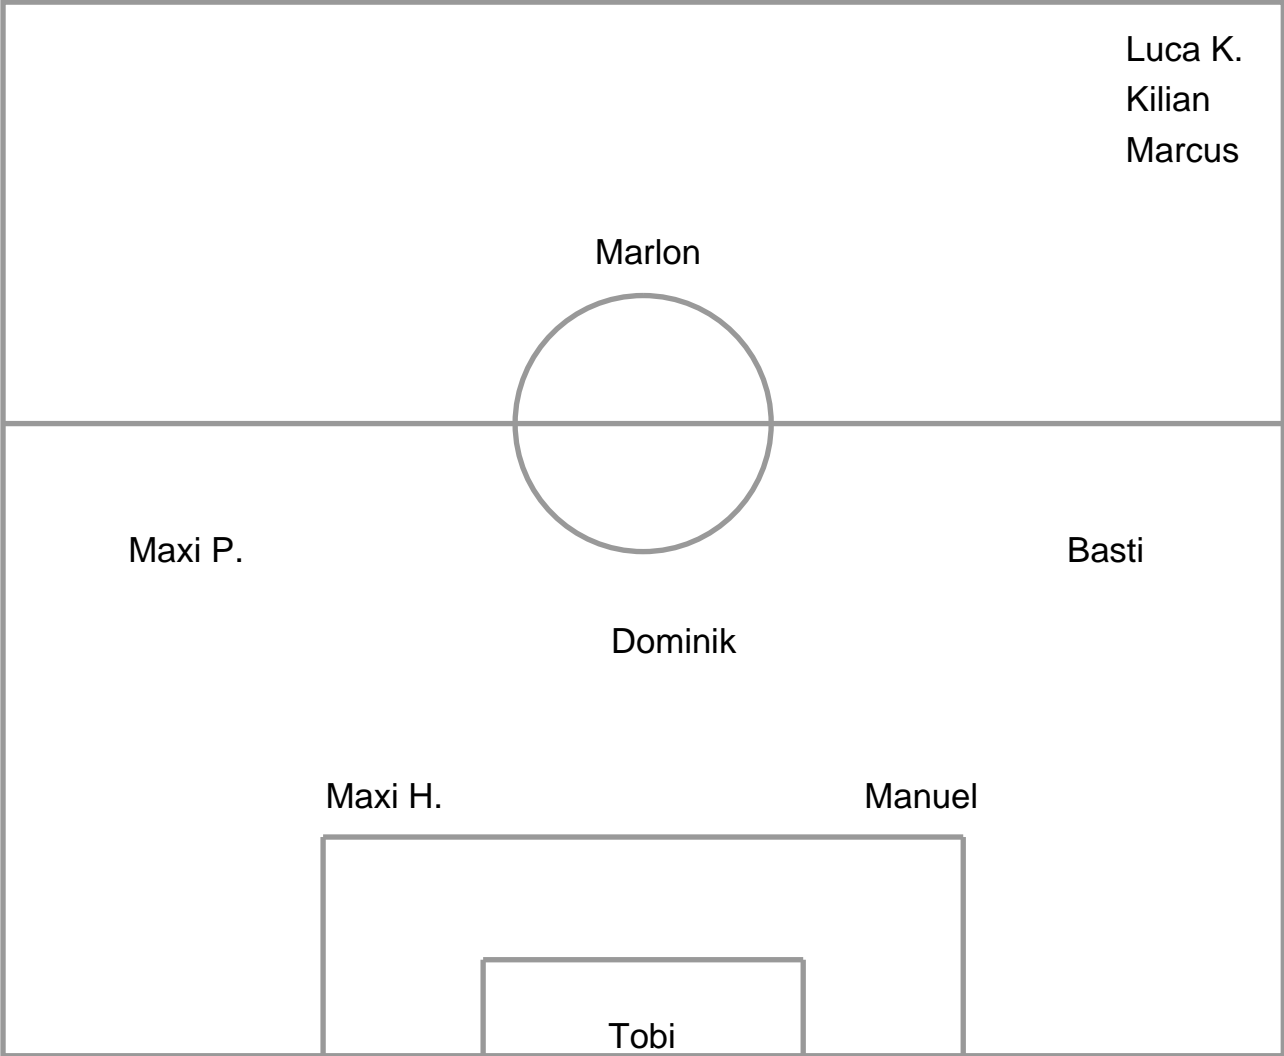 Luca K.
Kilian
Marcus
Marlon
Maxi P.
Basti
Dominik
Maxi H.
Manuel
Tobi